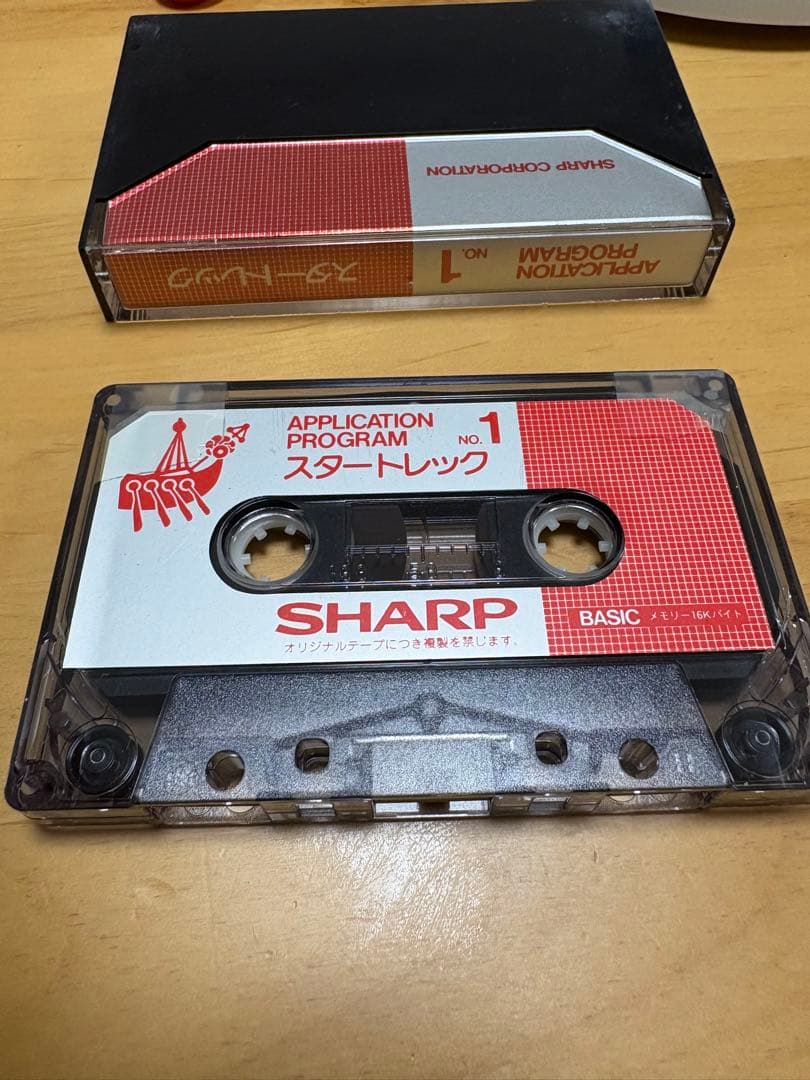 SHARP CORPORATION
APPLICATION
PROGRAM
NO. 1
スタートレック
APPLICATION
PROGRAM NO. 1
スタートレック
SHARP
オリジナルテープにつき複製を禁じます。
BASIC メモリー16Kバイト